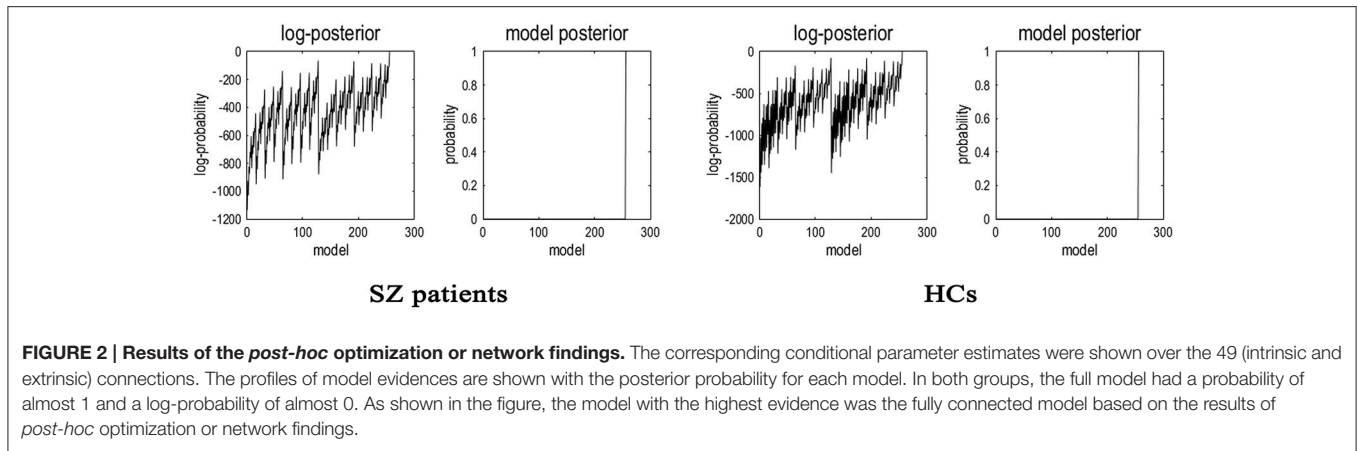 log-posterior
0
-200
-400
-600
-800
-1000
-1200
log-probability
0 100 200 300
model
model posterior
1
0.8
0.6
0.4
0.2
0
probability
0 100 200 300
model
SZ patients
log-posterior
0
-500
-1000
-1500
-2000
log-probability
0 100 200 300
model
model posterior
1
0.8
0.6
0.4
0.2
0
probability
0 100 200 300
model
HCs
FIGURE 2 | Results of the post-hoc optimization or network findings. The corresponding conditional parameter estimates were shown over the 49 (intrinsic and
extrinsic) connections. The profiles of model evidences are shown with the posterior probability for each model. In both groups, the full model had a probability of
almost 1 and a log-probability of almost 0. As shown in the figure, the model with the highest evidence was the fully connected model based on the results of
post-hoc optimization or network findings.